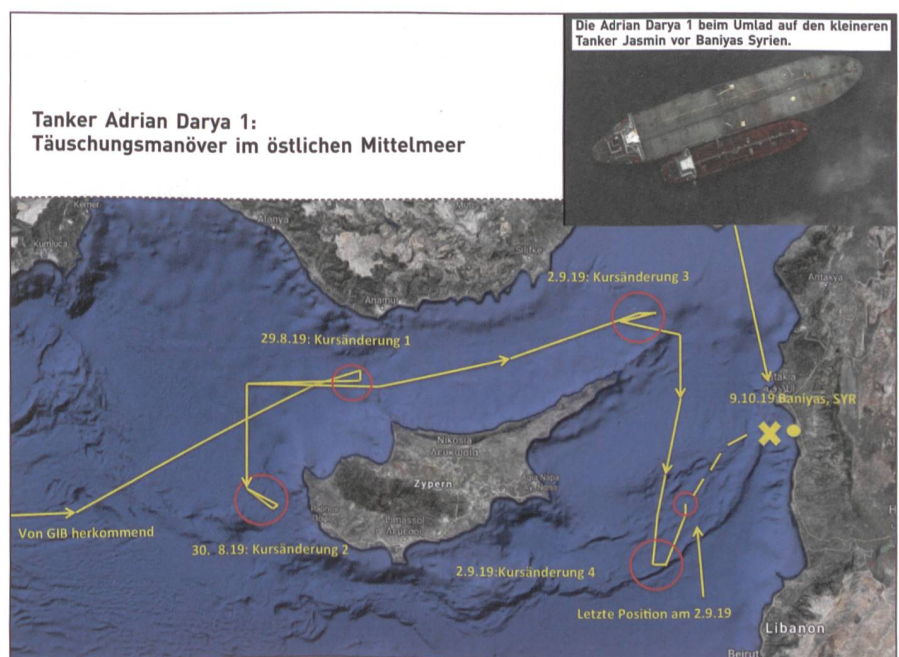 Die Adrian Darya 1 beim Umlad auf den kleineren
Tanker Jasmin vor Baniyas Syrien.
Tanker Adrian Darya 1:
Täuschungsmanöver im östlichen Mittelmeer
Kemer
Alanya
Kumluca
Silifke
Antakya
Anamur
2.9.19: Kursänderung 3
29.8.19: Kursänderung 1
9.10.19 Baniyas, SYR
Nikosia
Zypern
Von GIB herkommend
30. 8.19: Kursänderung 2
2.9.19:Kursänderung 4
Letzte Position am 2.9.19
Libanon
Beirut